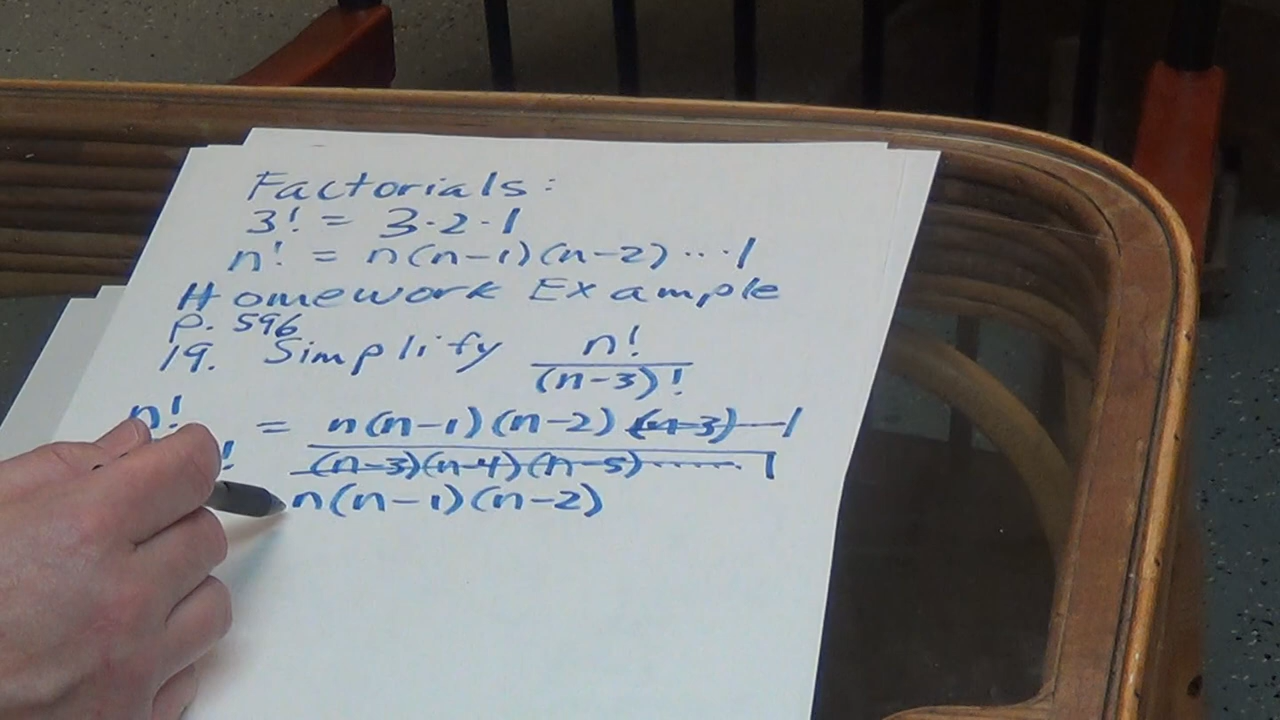 Factorials:
3! = 3·2·1
n! = n(n-1)(n-2)···1
Homework Example
p. 596
19. Simplify n!
(n-3)!
n! = n(n-1)(n-2)(n-3)---1
! (n-3)(n-4)(n-5)······1
n(n-1)(n-2)